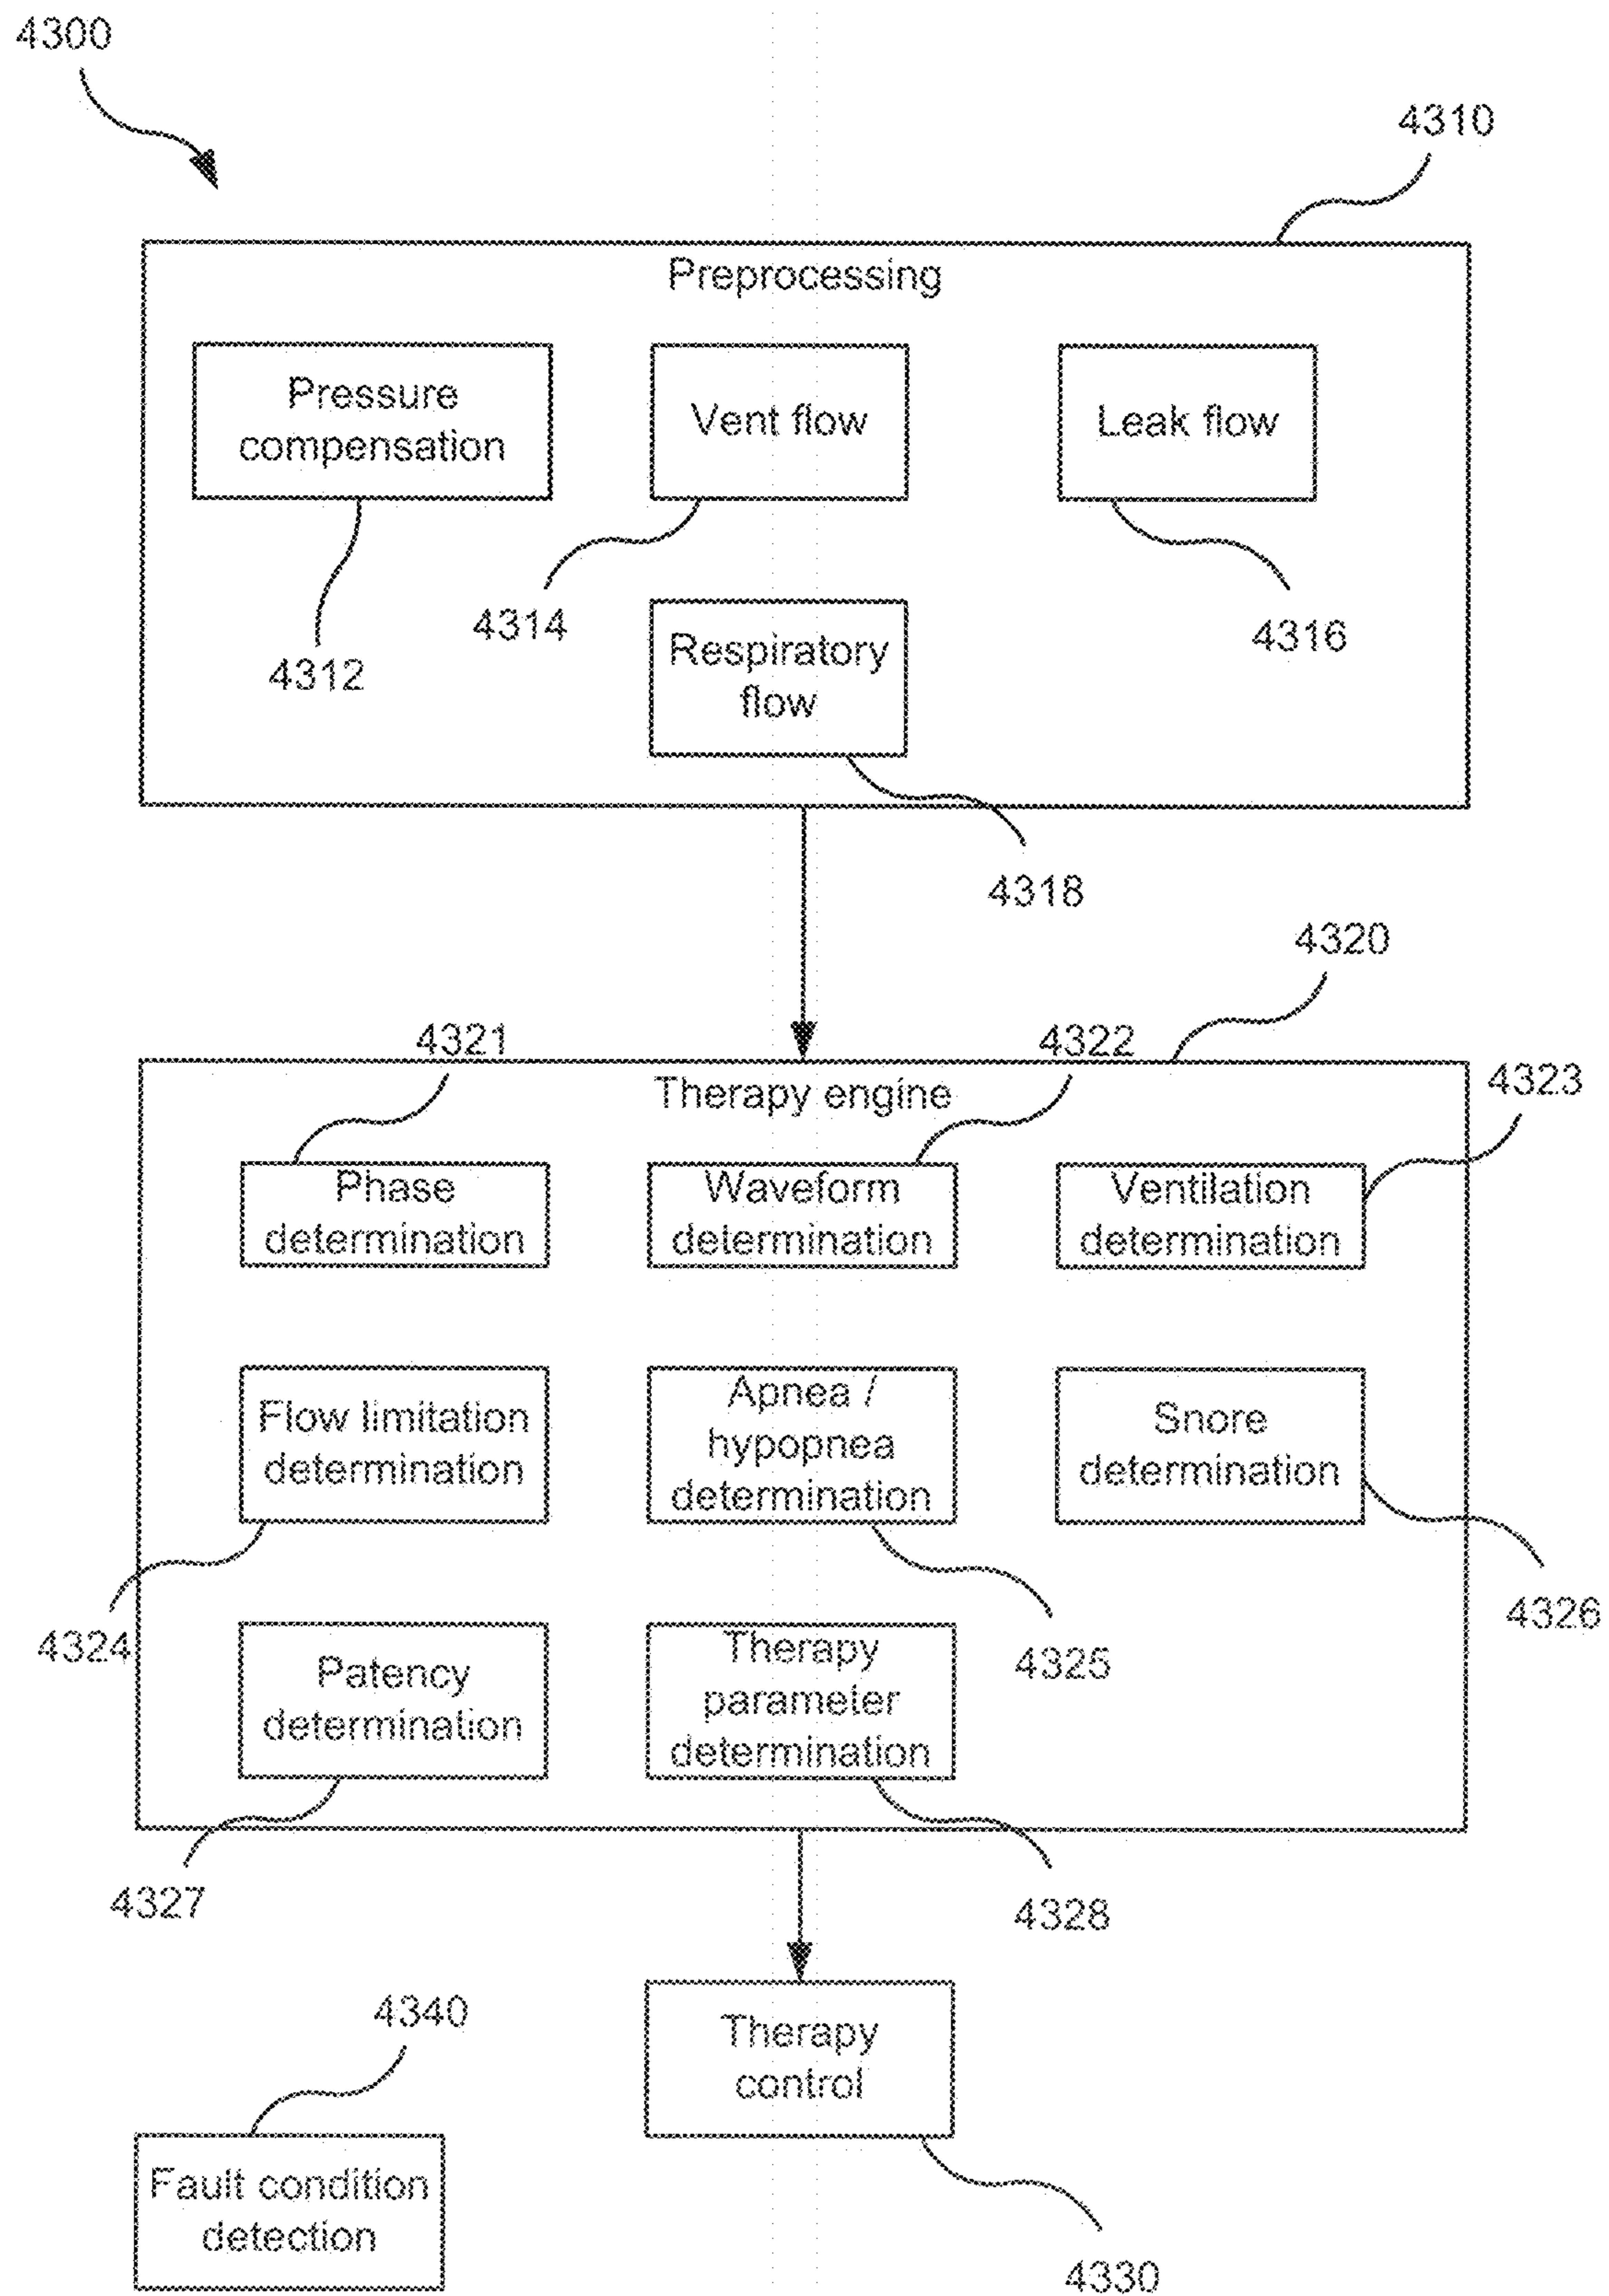 4300
4310
Preprocessing
Pressure
compensation
Vent flow
Leak flow
4314
4316
4312
Respiratory
flow
4318
4320
4321
4322
4323
Therapy engine
Phase
determination
Waveform
determination
Ventilation
determination
Flow limitation
determination
Apnea /
hypopnea
determination
Snore
determination
4324
4325
4326
Patency
determination
Therapy
parameter
determination
4327
4328
4340
Therapy
control
Fault condition
detection
4330